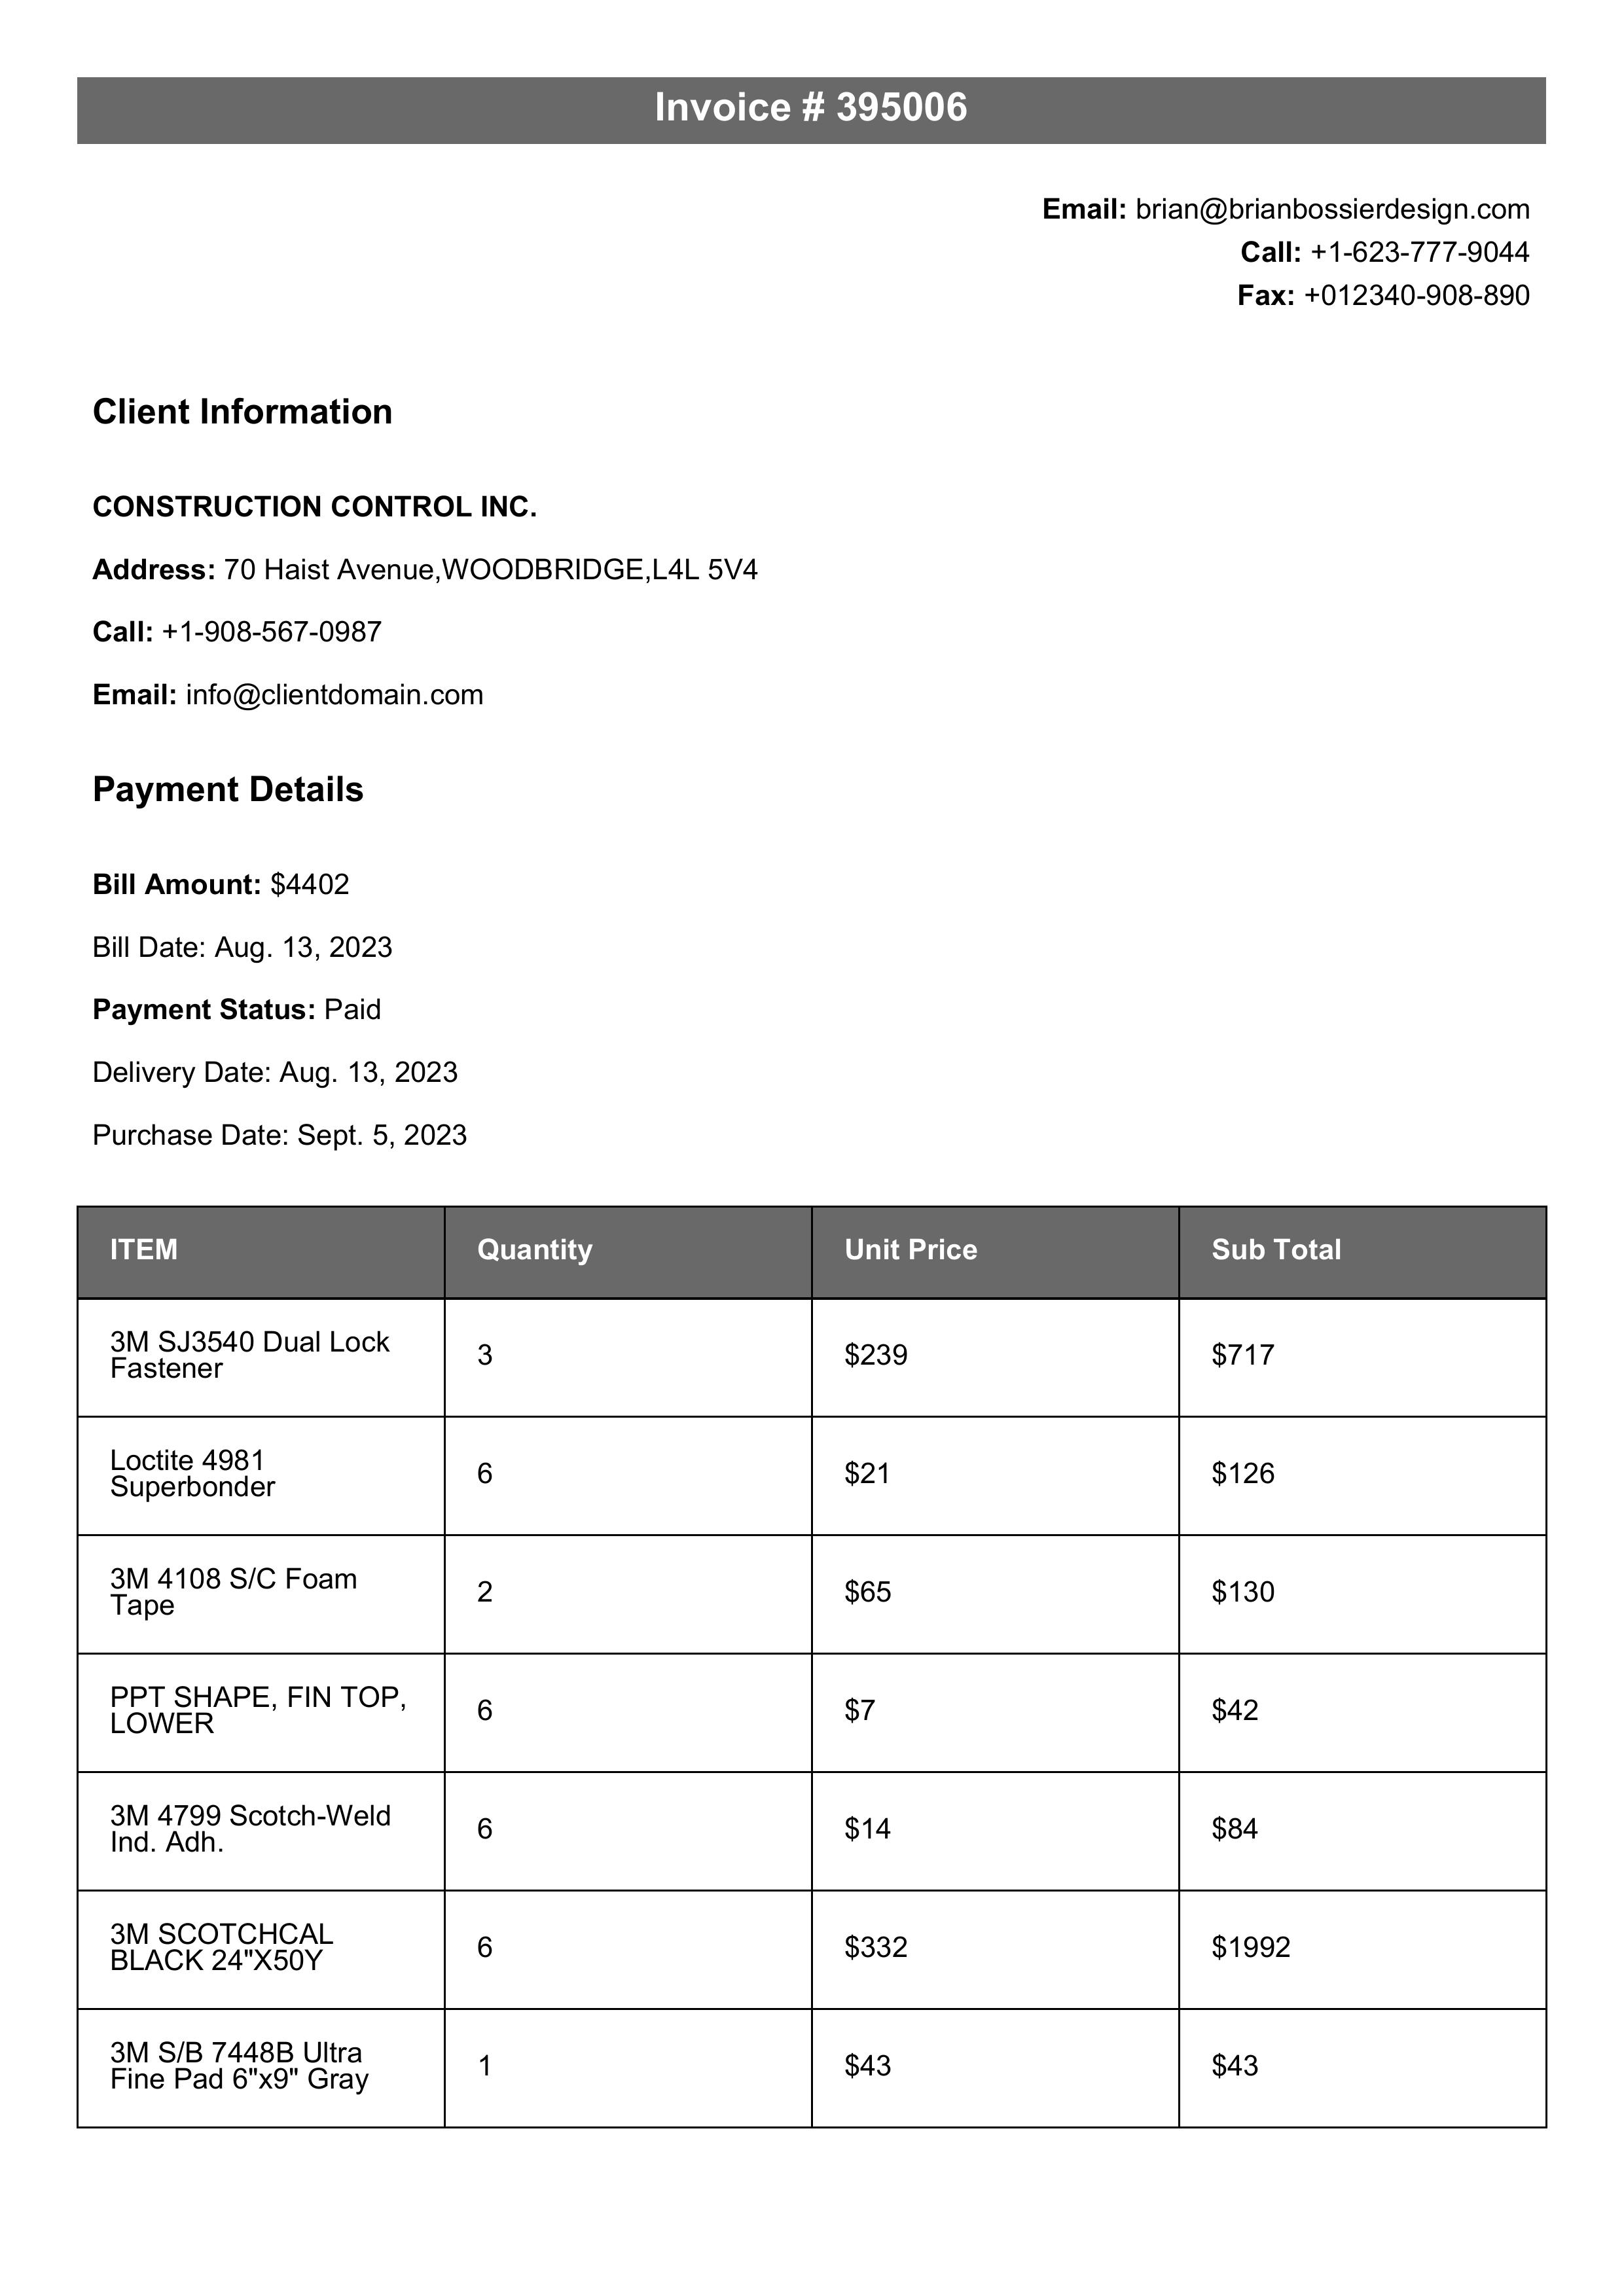 Invoice # 395006
Email: brian@brianbossierdesign.com
Call: +1-623-777-9044
Fax: +012340-908-890
Client Information
CONSTRUCTION CONTROL INC.
Address: 70 Haist Avenue,WOODBRIDGE,L4L 5V4
Call: +1-908-567-0987
Email: info@clientdomain.com
Payment Details
Bill Amount: $4402
Bill Date: Aug. 13, 2023
Payment Status: Paid
Delivery Date: Aug. 13, 2023
Purchase Date: Sept. 5, 2023
ITEM Quantity Unit Price Sub Total
3M SJ3540 Dual Lock
Fastener
3 $239 $717
Loctite 4981
Superbonder
6 $21 $126
3M 4108 S/C Foam
Tape
2 $65 $130
PPT SHAPE, FIN TOP,
LOWER
6 $7 $42
3M 4799 Scotch-Weld
Ind. Adh.
6 $14 $84
3M SCOTCHCAL
BLACK 24"X50Y
6 $332 $1992
3M S/B 7448B Ultra
Fine Pad 6"x9" Gray
1 $43 $43